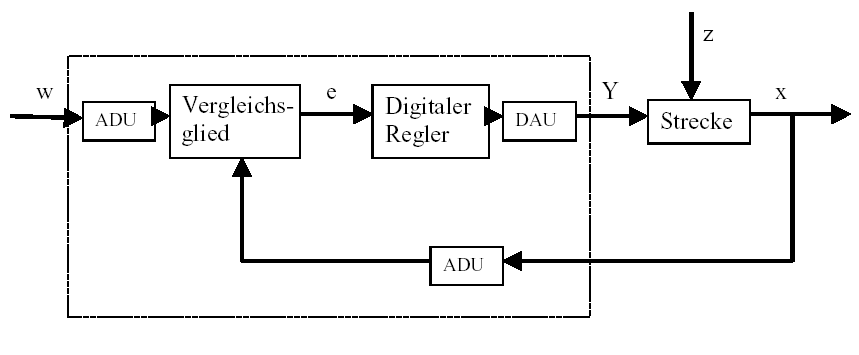 z
w
e
Y
x
ADU
Vergleichs-
glied
Digitaler
Regler
DAU
Strecke
ADU